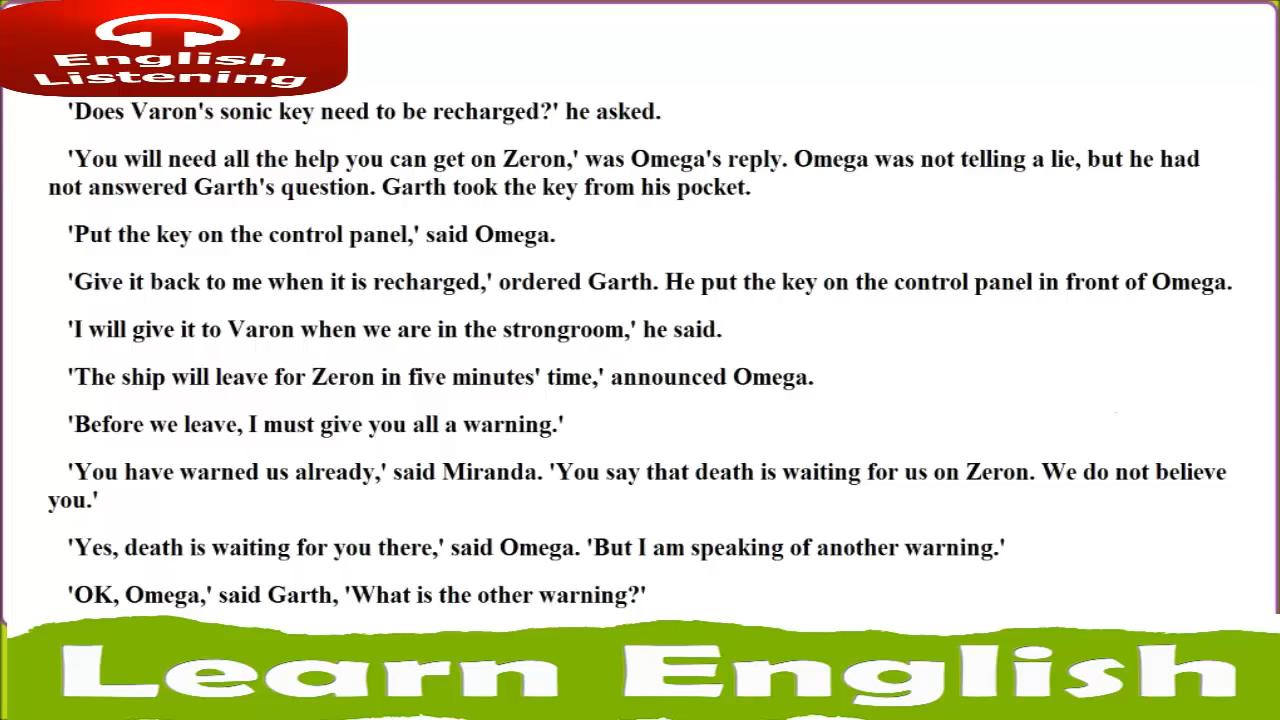 English
Listening
'Does Varon's sonic key need to be recharged?' he asked.
'You will need all the help you can get on Zeron,' was Omega's reply. Omega was not telling a lie, but he had
not answered Garth's question. Garth took the key from his pocket.
'Put the key on the control panel,' said Omega.
'Give it back to me when it is recharged,' ordered Garth. He put the key on the control panel in front of Omega.
'I will give it to Varon when we are in the strongroom,' he said.
'The ship will leave for Zeron in five minutes' time,' announced Omega.
'Before we leave, I must give you all a warning.'
'You have warned us already,' said Miranda. 'You say that death is waiting for us on Zeron. We do not believe
you.'
'Yes, death is waiting for you there,' said Omega. 'But I am speaking of another warning.'
'OK, Omega,' said Garth, 'What is the other warning?'
Learn English